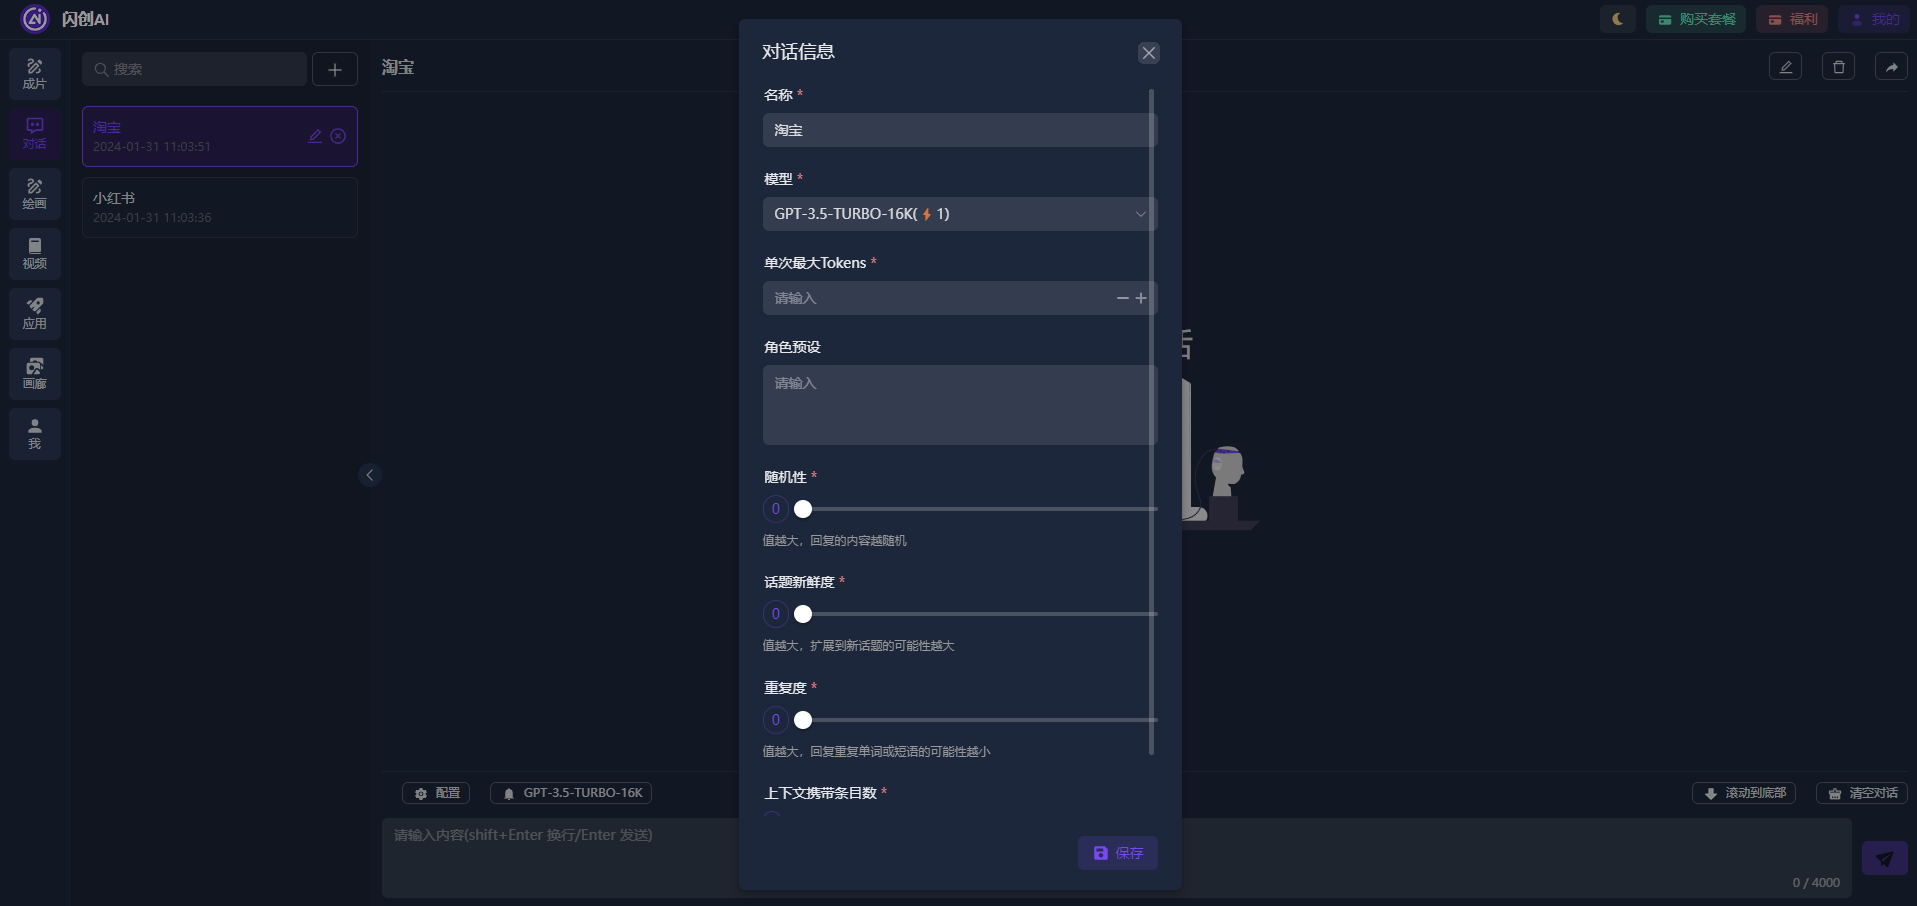 闪创AI
购买套餐
福利
我的
成片
对话
绘画
视频
应用
画廊
我
搜索
淘宝
2024-01-31 11:03:51
小红书
2024-01-31 11:03:36
淘宝
对话信息
名称 *
淘宝
模型 *
GPT-3.5-TURBO-16K(⚡1)
单次最大Tokens *
请输入
角色预设
请输入
随机性 *
0
值越大，回复的内容越随机
话题新鲜度 *
0
值越大，扩展到新话题的可能性越大
重复度 *
0
值越大，回复重复单词或短语的可能性越小
上下文携带条目数 *
保存
配置
GPT-3.5-TURBO-16K
滚动到底部
清空对话
请输入内容(shift+Enter 换行/Enter 发送)
0 / 4000